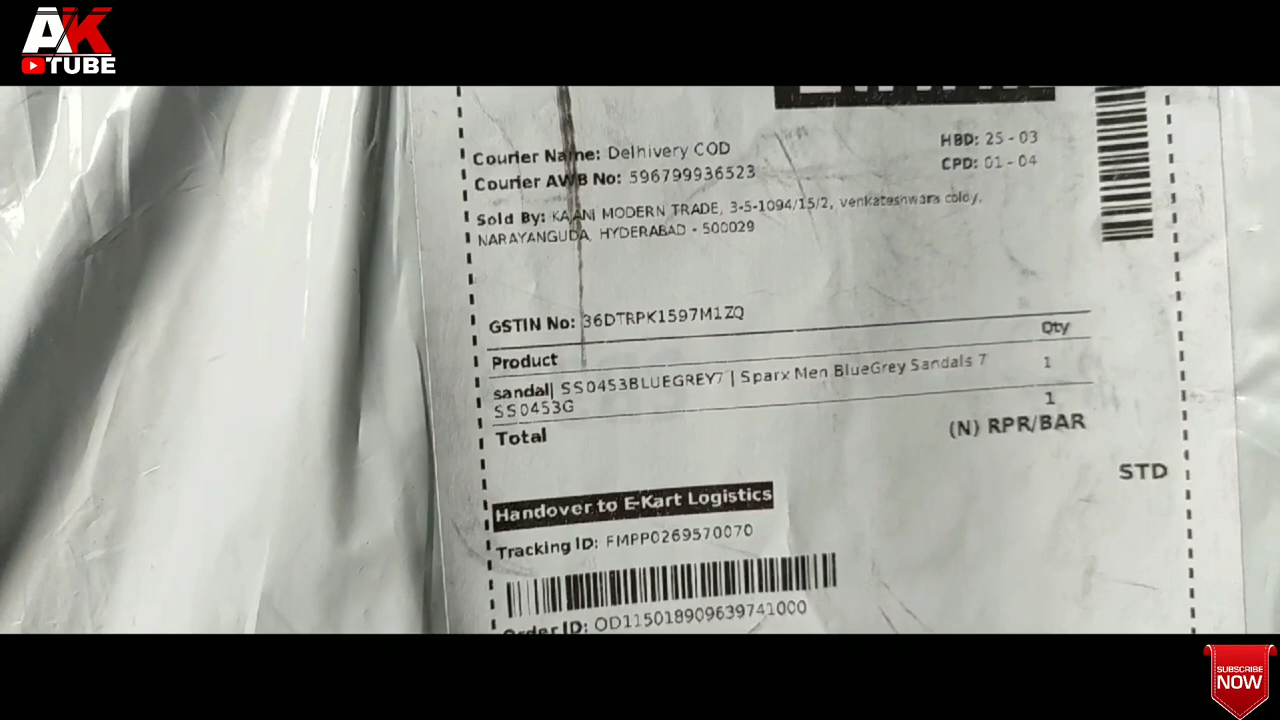 AK
TUBE
HBD: 25 - 03
CPD: 01 - 04
Courier Name: Delhivery COD
Courier AWB No: 596799936523
Sold By: KAJANI MODERN TRADE, 3-5-1094/15/2, venkateshwara coloy,
NARAYANGUDA, HYDERABAD - 500029
GSTIN No: 36DTRPK1597M1ZQ
Product Qty
sandal| SS0453BLUEGREY7 | Sparx Men BlueGrey Sandals 7 1
SS0453G
Total 1
(N) RPR/BAR
STD
Handover to E-Kart Logistics
Tracking ID: FMPP0269570070
Order ID: OD115018909639741000
SUBSCRIBE
NOW